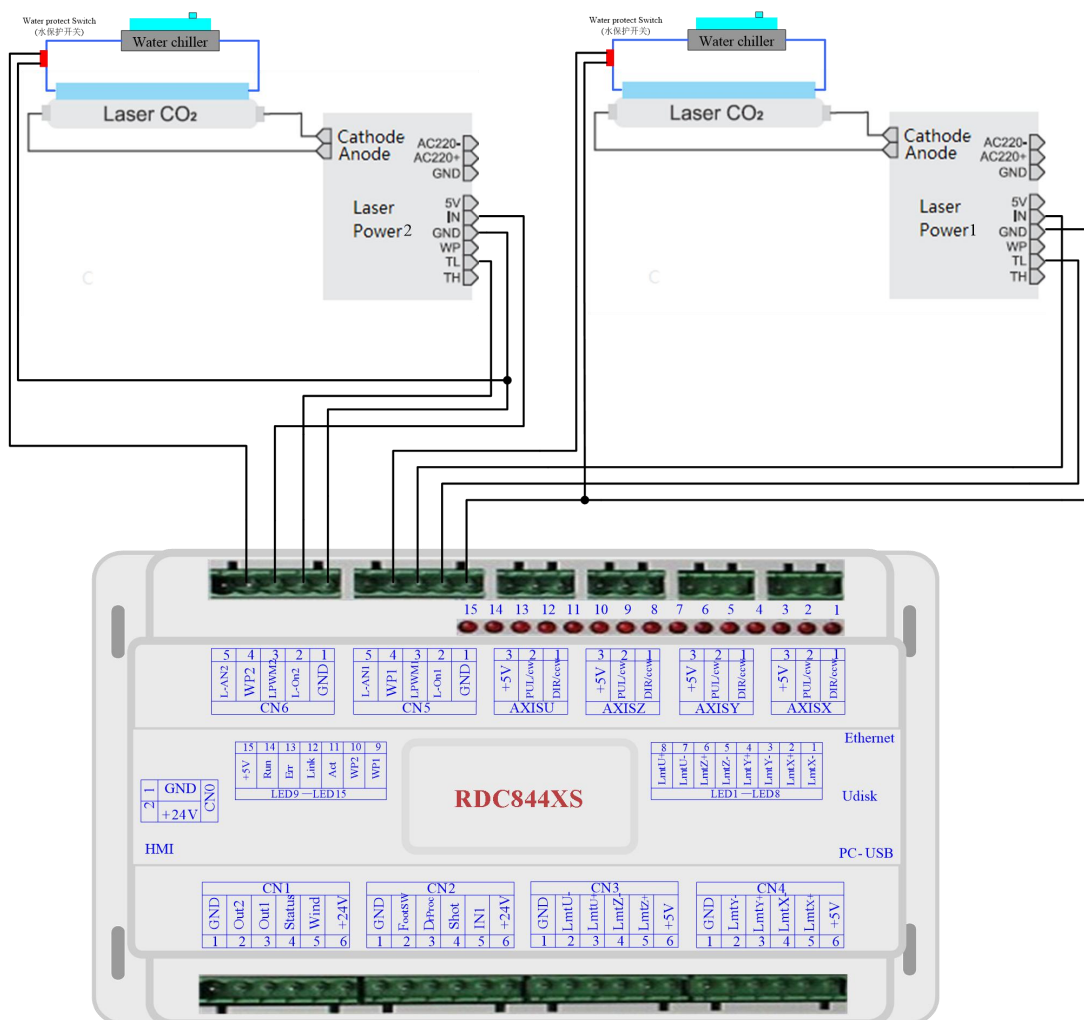 Water protect Switch
(水保护开关)
Water chiller
Laser CO₂
Cathode
Anode
AC220-
AC220+
GND
Laser
Power2
5V
IN
GND
WP
TL
TH
Water protect Switch
(水保护开关)
Water chiller
Laser CO₂
Cathode
Anode
AC220-
AC220+
GND
Laser
Power1
5V
IN
GND
WP
TL
TH
C
C
15 14 13 12 11 10 9 8 7 6 5 4 3 2 1
5 4 3 2 1
L-AN2 WP2 LPWM2 L-On2 GND
CN6
5 4 3 2 1
L-AN1 WP1 LPWM1 L-On1 GND
CN5
3 2 1
+5V PUL/cw DIR/ccw
AXISU
3 2 1
+5V PUL/cw DIR/ccw
AXISZ
3 2 1
+5V PUL/cw DIR/ccw
AXISY
3 2 1
+5V PUL/cw DIR/ccw
AXISX
Ethernet
15 14 13 12 11 10 9
+5V Run Err Link Act WP2 WP1
LED9 —LED15
8 7 6 5 4 3 2 1
LmtU+ LmtU- LmtZ+ LmtZ- LmtY+ LmtY- LmtX+ LmtX-
LED1 —LED8
RDC844XS
1 GND
2 +24V
CN0
Udisk
HMI
PC-USB
CN1
GND Out2 Out1 Status Wind +24V
1 2 3 4 5 6
CN2
GND FootSW DrProc Shot IN1 +24V
1 2 3 4 5 6
CN3
GND LmtU- LmtU+ LmtZ- LmtZ+ +5V
1 2 3 4 5 6
CN4
GND LmtY- LmtY+ LmtX- LmtX+ +5V
1 2 3 4 5 6